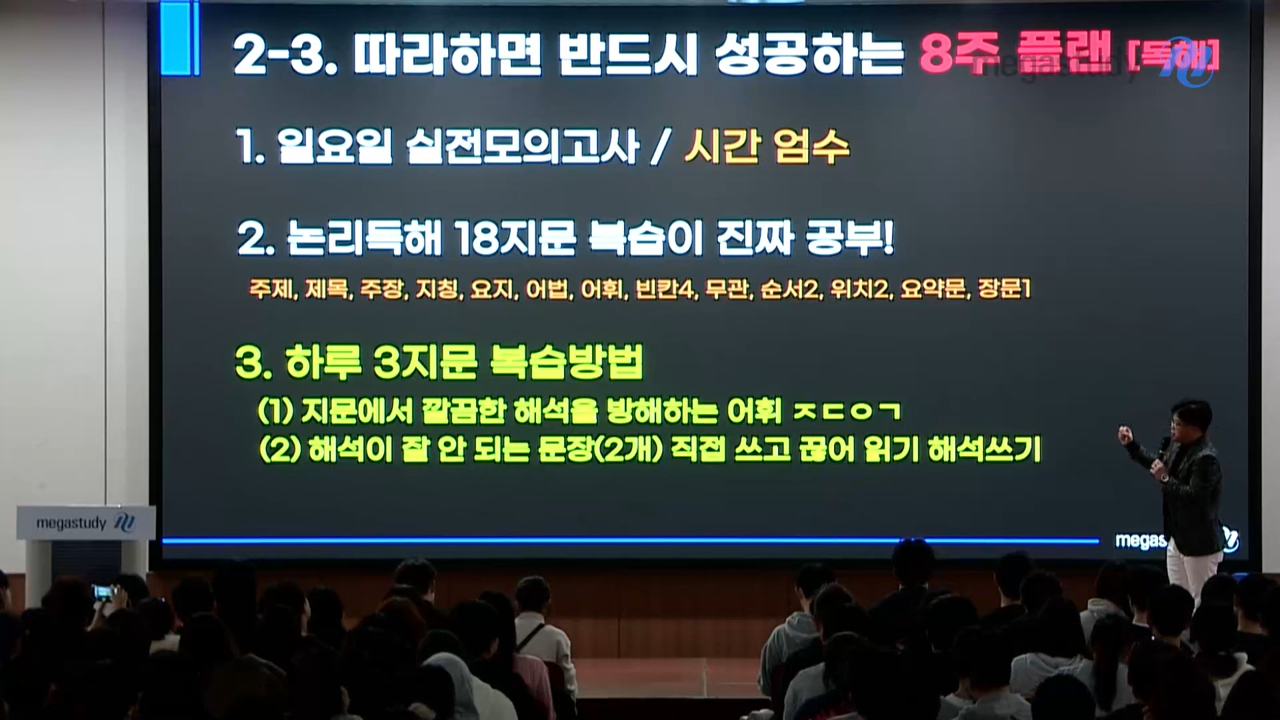 2-3. 따라하면 반드시 성공하는 8주 플랜 [독해]
megastudy
1. 일요일 실전모의고사 / 시간 엄수
2. 논리독해 18지문 복습이 진짜 공부!
주제, 제목, 주장, 지칭, 요지, 어법, 어휘, 빈칸4, 무관, 순서2, 위치2, 요약문, 장문1
3. 하루 3지문 복습방법
(1) 지문에서 깔끔한 해석을 방해하는 어휘 ㅈㄷㅇㄱ
(2) 해석이 잘 안 되는 문장(2개) 직접 쓰고 끊어 읽기 해석쓰기
megastudy
megas